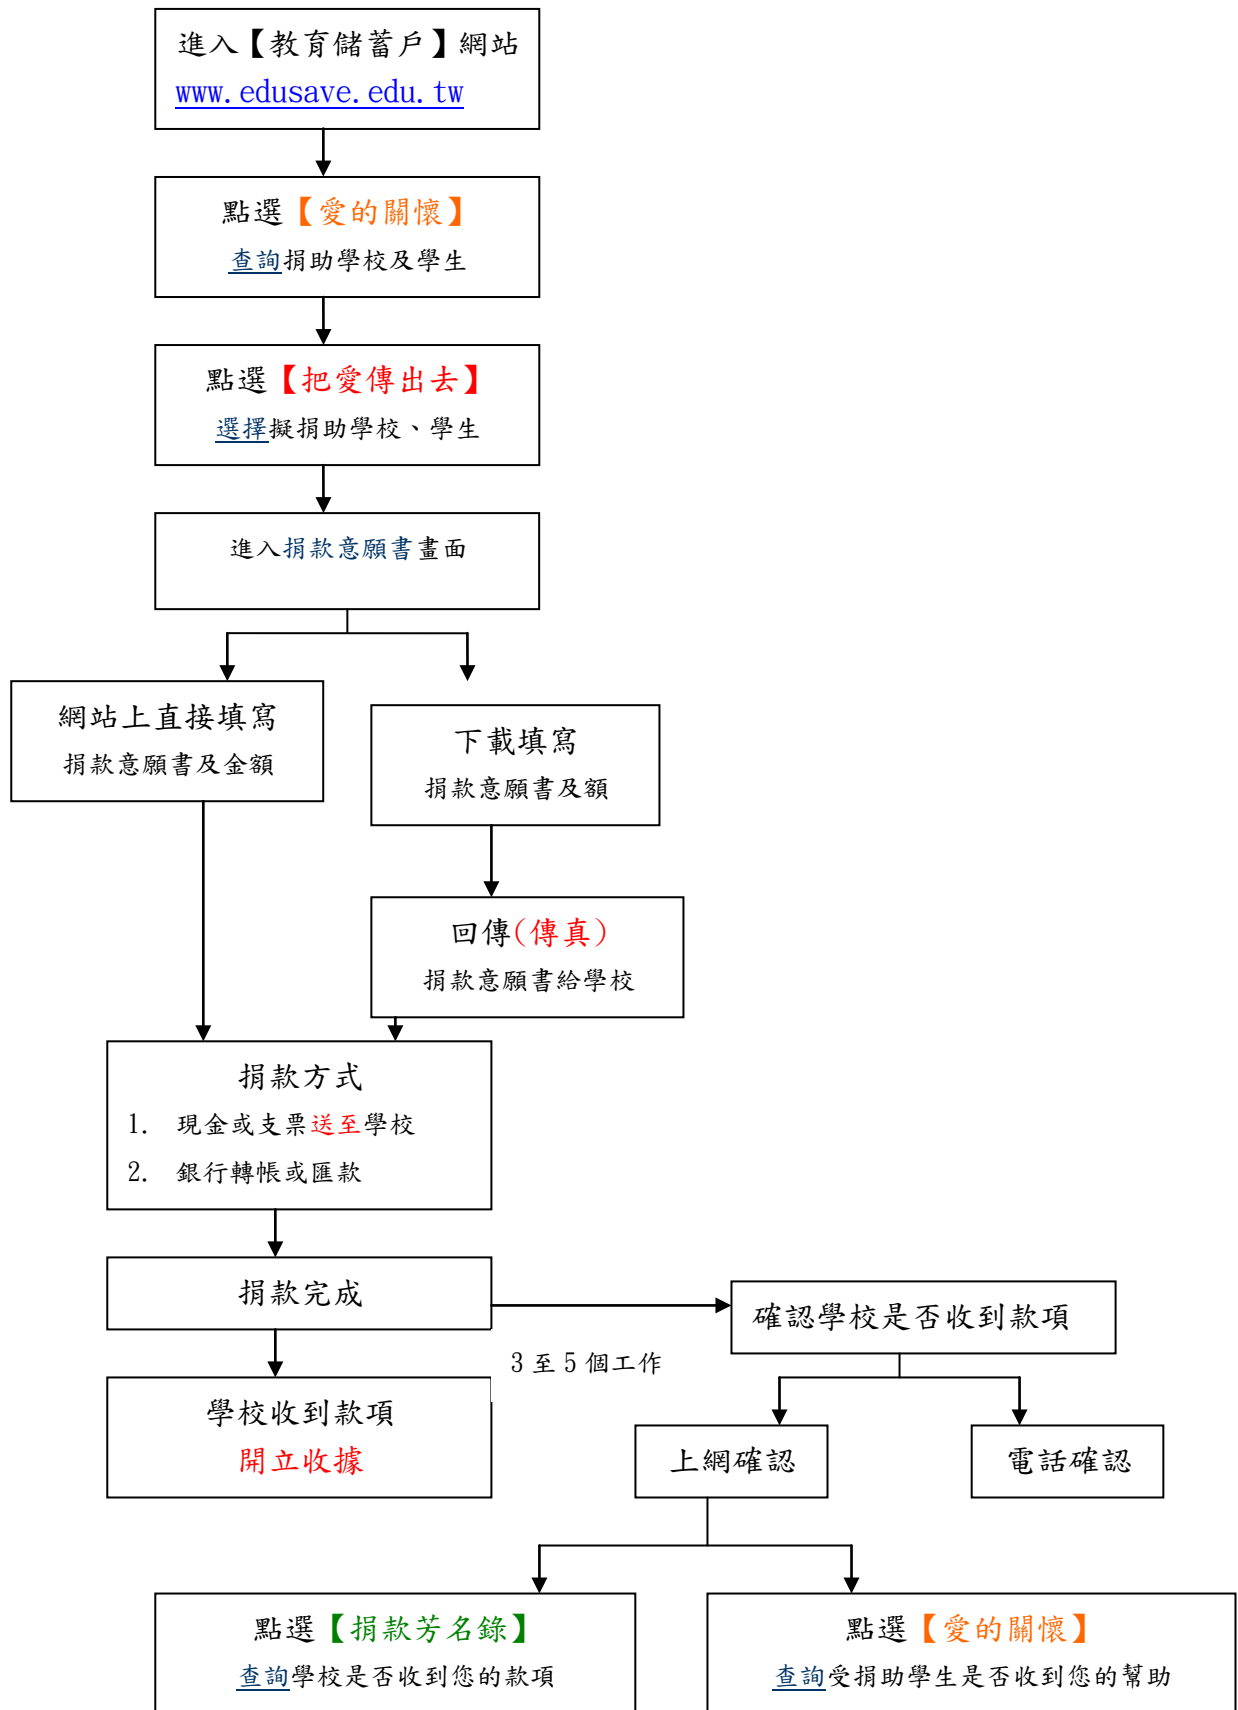 進入【教育儲蓄戶】網站
www.edusave.edu.tw
點選【愛的關懷】
查詢捐助學校及學生
點選【把愛傳出去】
選擇擬捐助學校、學生
進入捐款意願書畫面
網站上直接填寫
捐款意願書及金額
下載填寫
捐款意願書及額
回傳(傳真)
捐款意願書給學校
捐款方式
1. 現金或支票送至學校
2. 銀行轉帳或匯款
捐款完成
確認學校是否收到款項
3 至 5 個工作
學校收到款項
開立收據
上網確認
電話確認
點選【捐款芳名錄】
查詢學校是否收到您的款項
點選【愛的關懷】
查詢受捐助學生是否收到您的幫助